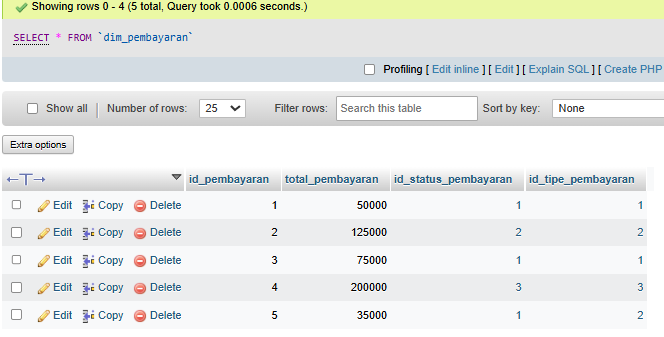 Showing rows 0 - 4 (5 total, Query took 0.0006 seconds.)
SELECT * FROM `dim_pembayaran`
Profiling [ Edit inline ] [ Edit ] [ Explain SQL ] [ Create PHP
Show all | Number of rows: 25 Filter rows: Search this table Sort by key: None
Extra options
←T→ id_pembayaran total_pembayaran id_status_pembayaran id_tipe_pembayaran
Edit Copy Delete 1 50000 1 1
Edit Copy Delete 2 125000 2 2
Edit Copy Delete 3 75000 1 1
Edit Copy Delete 4 200000 3 3
Edit Copy Delete 5 35000 1 2